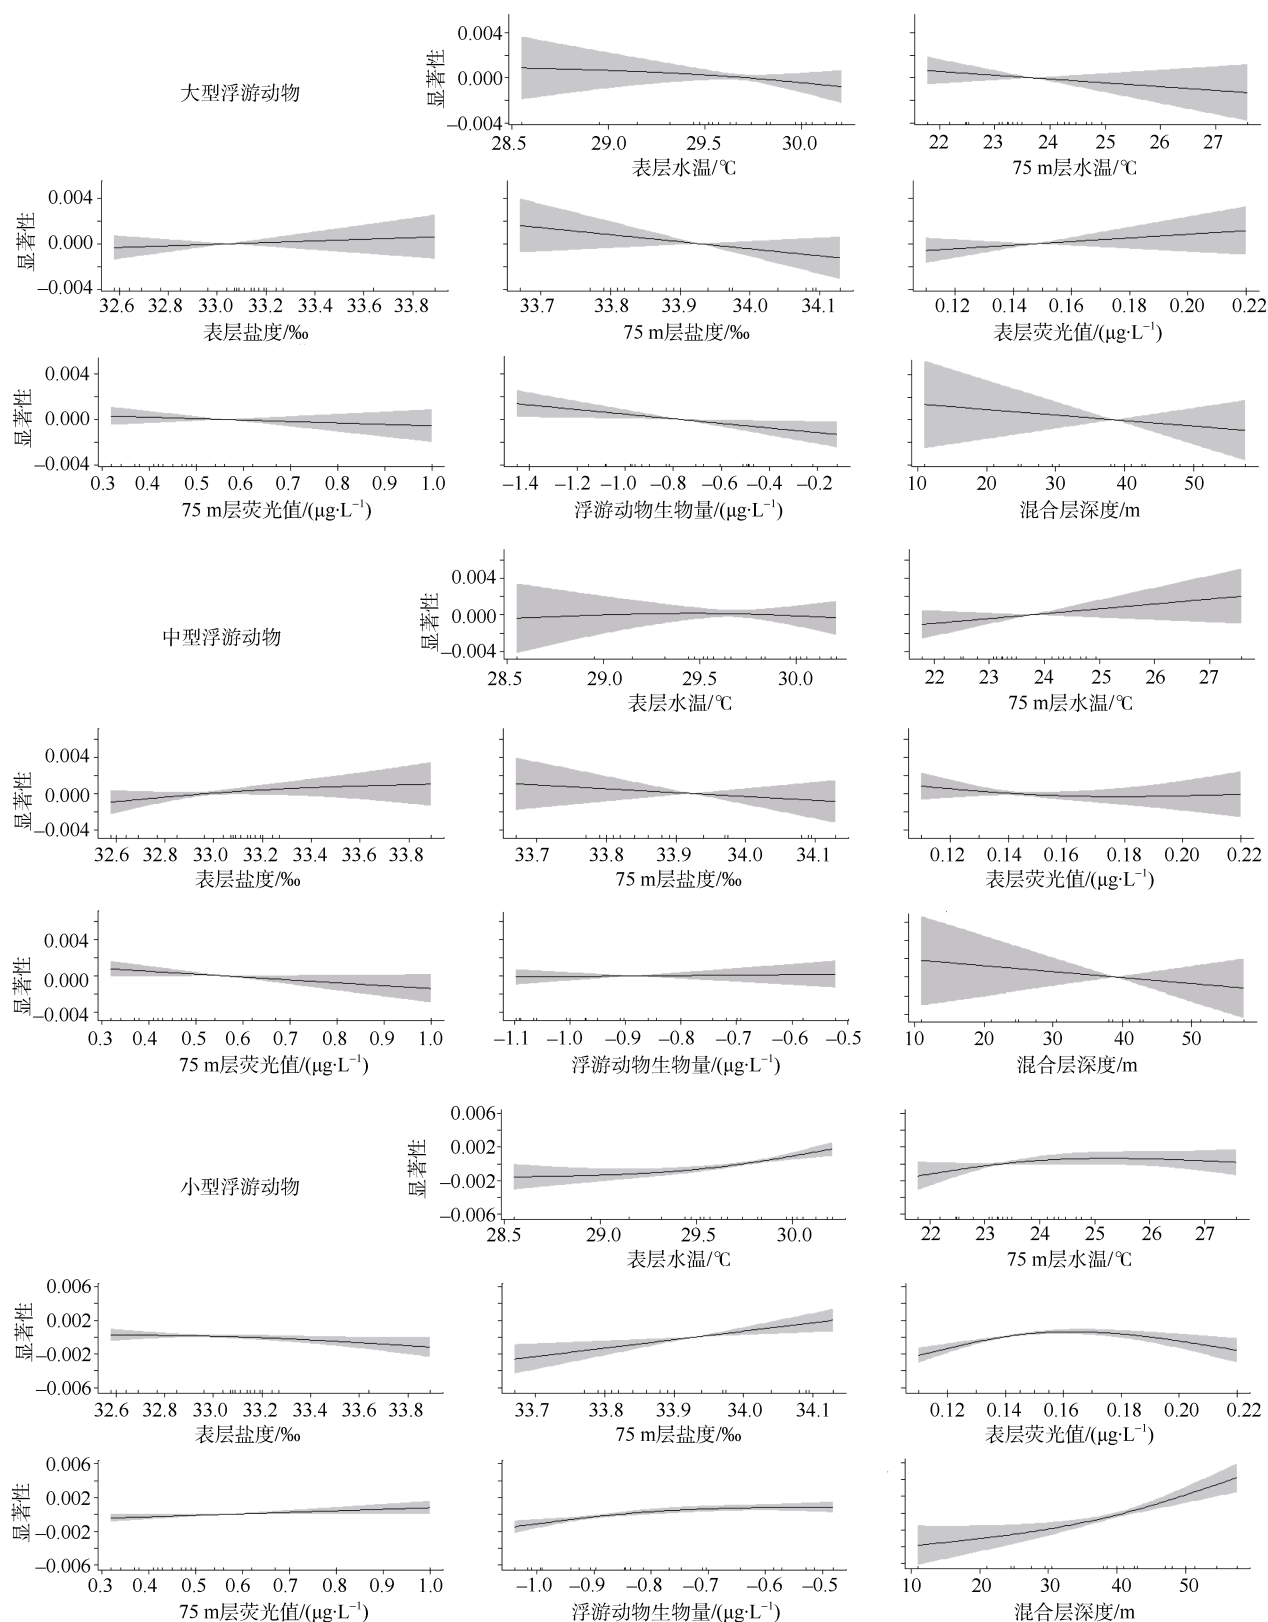 大型浮游动物
显著性
0.004
0.000
−0.004
28.5 29.0 29.5 30.0
表层水温/℃
22 23 24 25 26 27
75 m层水温/℃
显著性
0.004
0.000
−0.004
32.6 32.8 33.0 33.2 33.4 33.6 33.8
表层盐度/‰
33.7 33.8 33.9 34.0 34.1
75 m层盐度/‰
0.12 0.14 0.16 0.18 0.20 0.22
表层荧光值/(μg·L⁻¹)
显著性
0.004
0.000
−0.004
0.3 0.4 0.5 0.6 0.7 0.8 0.9 1.0
75 m层荧光值/(μg·L⁻¹)
−1.4 −1.2 −1.0 −0.8 −0.6 −0.4 −0.2
浮游动物生物量/(μg·L⁻¹)
10 20 30 40 50
混合层深度/m
中型浮游动物
显著性
0.004
0.000
−0.004
28.5 29.0 29.5 30.0
表层水温/℃
22 23 24 25 26 27
75 m层水温/℃
显著性
0.004
0.000
−0.004
32.6 32.8 33.0 33.2 33.4 33.6 33.8
表层盐度/‰
33.7 33.8 33.9 34.0 34.1
75 m层盐度/‰
0.12 0.14 0.16 0.18 0.20 0.22
表层荧光值/(μg·L⁻¹)
显著性
0.004
0.000
−0.004
0.3 0.4 0.5 0.6 0.7 0.8 0.9 1.0
75 m层荧光值/(μg·L⁻¹)
−1.1 −1.0 −0.9 −0.8 −0.7 −0.6 −0.5
浮游动物生物量/(μg·L⁻¹)
10 20 30 40 50
混合层深度/m
小型浮游动物
显著性
0.006
0.002
−0.002
−0.006
28.5 29.0 29.5 30.0
表层水温/℃
22 23 24 25 26 27
75 m层水温/℃
显著性
0.006
0.002
−0.002
−0.006
32.6 32.8 33.0 33.2 33.4 33.6 33.8
表层盐度/‰
33.7 33.8 33.9 34.0 34.1
75 m层盐度/‰
0.12 0.14 0.16 0.18 0.20 0.22
表层荧光值/(μg·L⁻¹)
显著性
0.006
0.002
−0.002
−0.006
0.3 0.4 0.5 0.6 0.7 0.8 0.9 1.0
75 m层荧光值/(μg·L⁻¹)
−1.0 −0.9 −0.8 −0.7 −0.6 −0.5
浮游动物生物量/(μg·L⁻¹)
10 20 30 40 50
混合层深度/m